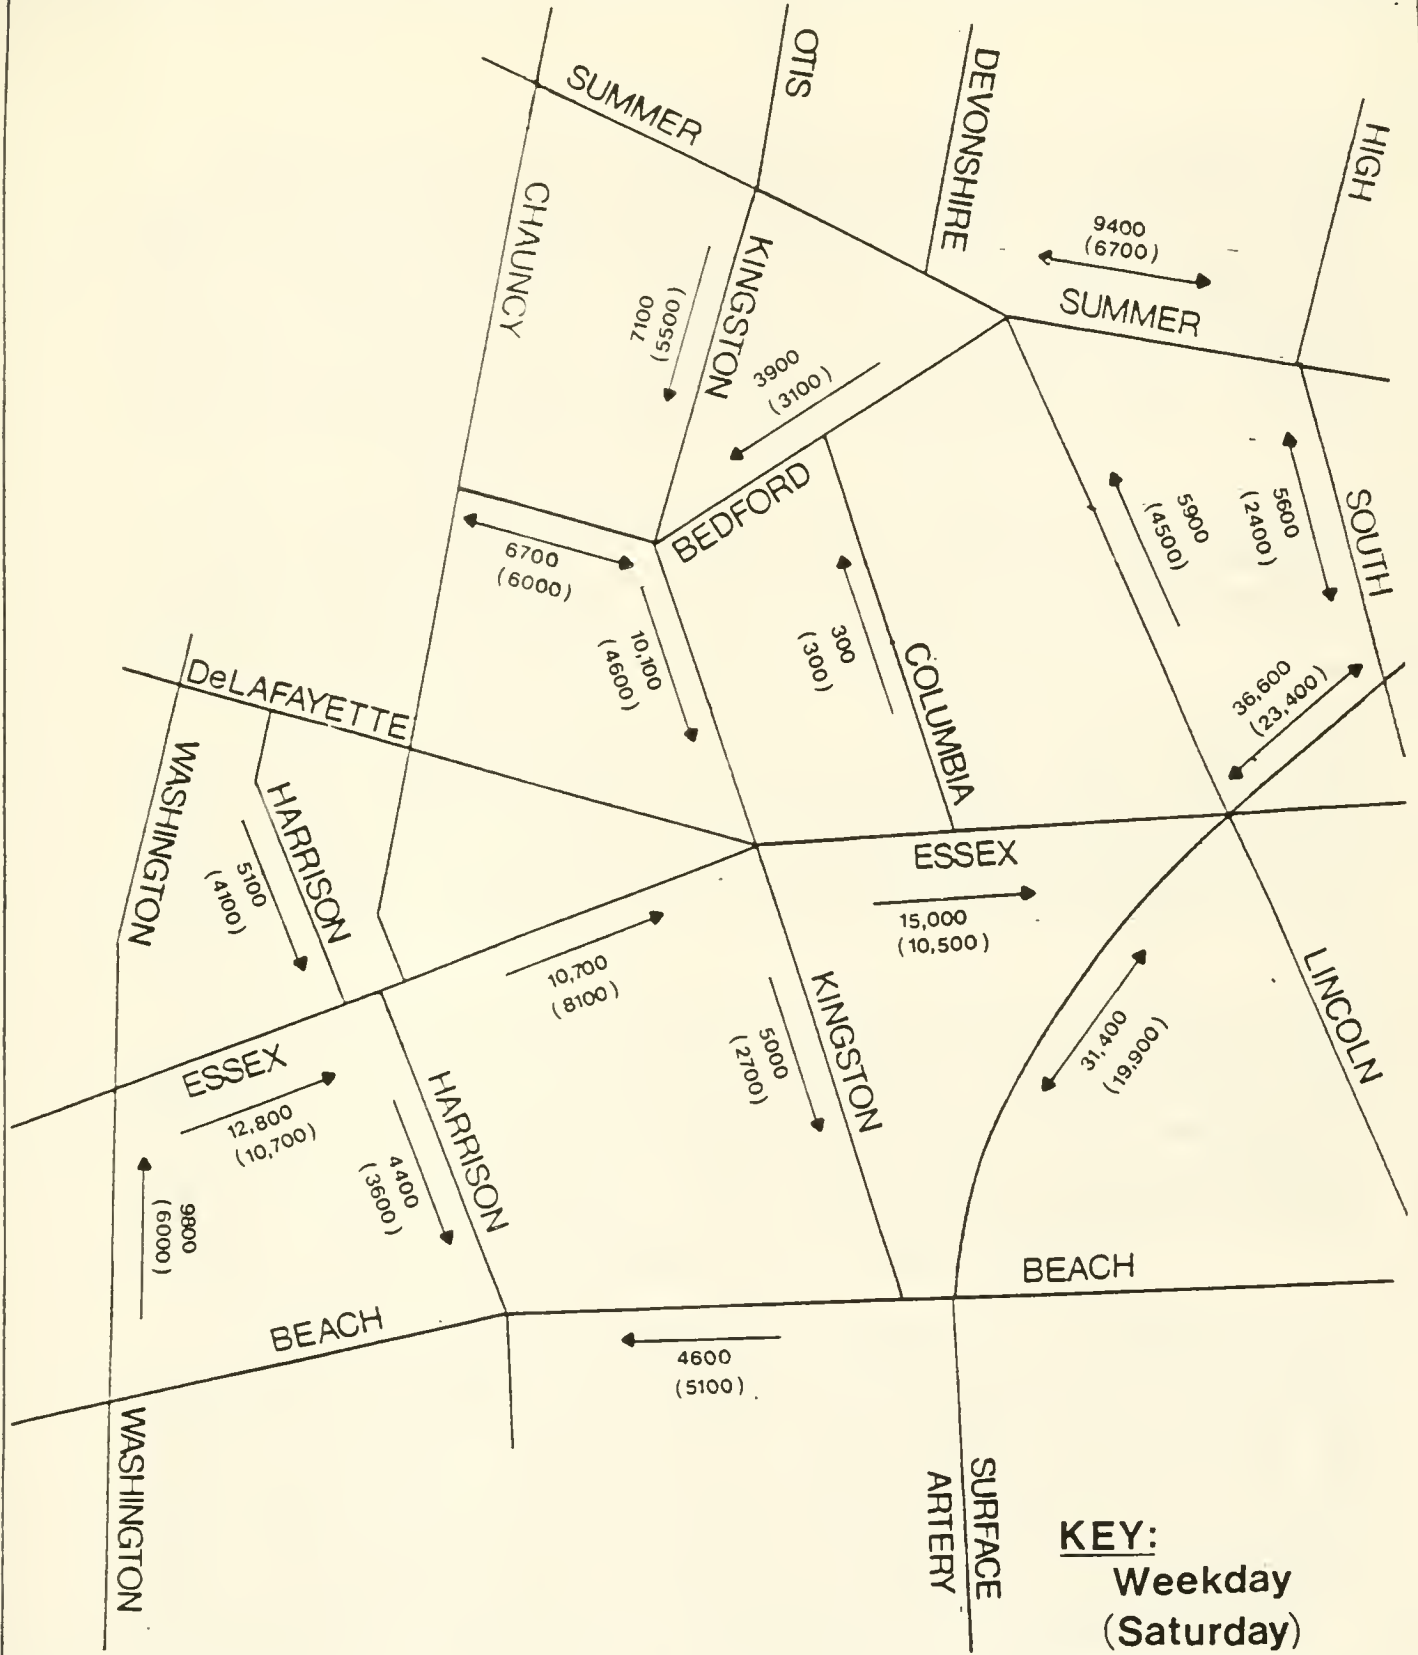 OTIS
DEVONSHIRE
HIGH
SUMMER
CHAUNCY
KINGSTON
9400
(6700)
SUMMER
7100
(5500)
3900
(3100)
BEDFORD
5900
(4500)
5600
(2400)
SOUTH
6700
(6000)
10,100
(4600)
300
(300)
COLUMBIA
36,600
(23,400)
DeLAFAYETTE
WASHINGTON
HARRISON
5100
(4100)
ESSEX
15,000
(10,500)
10,700
(8100)
KINGSTON
5000
(2700)
LINCOLN
31,400
(19,900)
ESSEX
12,800
(10,700)
HARRISON
4400
(3600)
9800
(6000)
BEACH
BEACH
4600
(5100)
WASHINGTON
SURFACE
ARTERY
KEY:
Weekday
(Saturday)